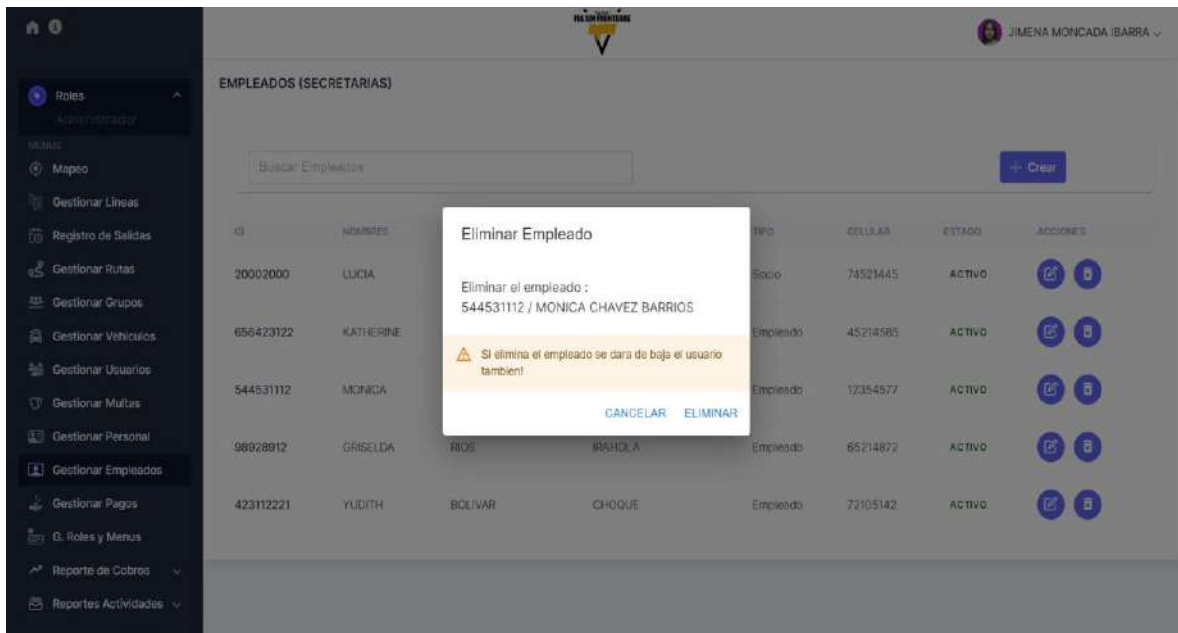 FUL SIN FRONTERAS
JIMENA MONCADA IBARRA
EMPLEADOS (SECRETARIAS)
Roles
Administrador
MENUS
Mapeo
Gestionar Lineas
Registro de Salidas
Gestionar Rutas
Gestionar Grupos
Gestionar Vehiculos
Gestionar Usuarios
Gestionar Multas
Gestionar Personal
Gestionar Empleados
Gestionar Pagos
G. Roles y Menus
Reporte de Cobros
Reportes Actividades
Buscar Empleados
+ Crear
CI NOMBRES TIPO CELULAR ESTADO ACCIONES
20002000 LUCIA Socio 74521445 ACTIVO
656423122 KATHERINE Empleado 45214585 ACTIVO
544531112 MONICA Empleado 12354577 ACTIVO
98928912 GRISELDA RIOS IRAHOLA Empleado 65214872 ACTIVO
423112221 YUDITH BOLIVAR CHOQUE Empleado 72105142 ACTIVO
Eliminar Empleado
Eliminar el empleado :
544531112 / MONICA CHAVEZ BARRIOS
Si elimina el empleado se dara de baja el usuario
tambien!
CANCELAR ELIMINAR